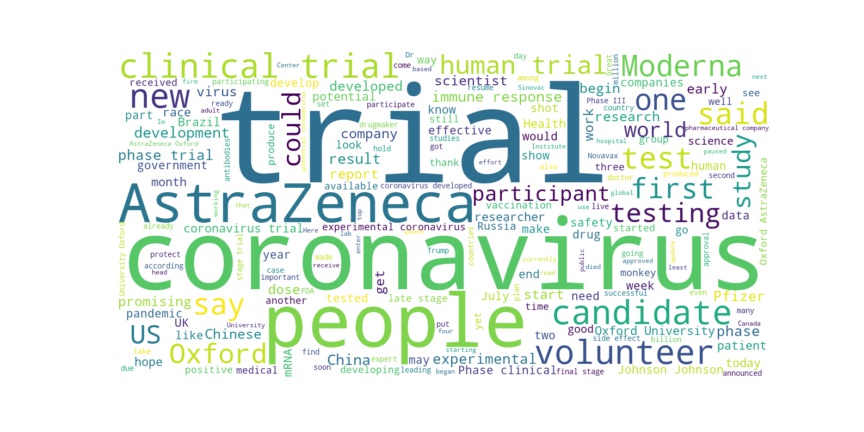 clinical trial
human trial
Moderna
received
firm
participating
Center
Dr
come
based
way
day
among
million
great
next
new
virus
develop
developed
scientist
begin
companies
early
see
trial
ready
adult
set
participate
resume
Sinovac
country
Phase III
part
race
potential
immune response
one
said
well
Im
Brazil
could
drugmaker
know
shot
work
research
still
studies
Health
development
produce
company
effective
hospital
group
pharmaceutical company
world
science
AstraZeneca Oxford
antibodies
look
hold
got
would
Institute
Novavax
paused
phase trial
result
thank
effort
show
also
three
test
human
study
government
report
doctor
produced
second
month
available
coronavirus developed
participant
first
global
AstraZeneca
working
that
top
vaccination
use
live
researcher
testing
data
Oxford AstraZeneca
already
coronavirus trial
Here
experimental coronavirus
Russia
make
safety
drug
started
go
University Oxford
coronavirus
stage trial
year
made
lab
enter
Trump
countries
end
monkey
going
approved
public
died
update
approval
protect
according
head
case
important
receive
currently
read
week
least
successful
even
promising
say
dose
FDA
get
another
tested
late stage
July
start
need
plan
Pfizer
time
many
pandemic
people
yet
candidate
Canada
US
UK
University
put
four
two
good
Oxford University
phase
like
Chinese
side effect
billion
patient
take
hope
Oxford
mRNA
find
China
expert
starting
may
experimental
volunteer
today
due
positive
medical
soon
developing
leading
began
Phase clinical
final stage
Johnson Johnson
announced